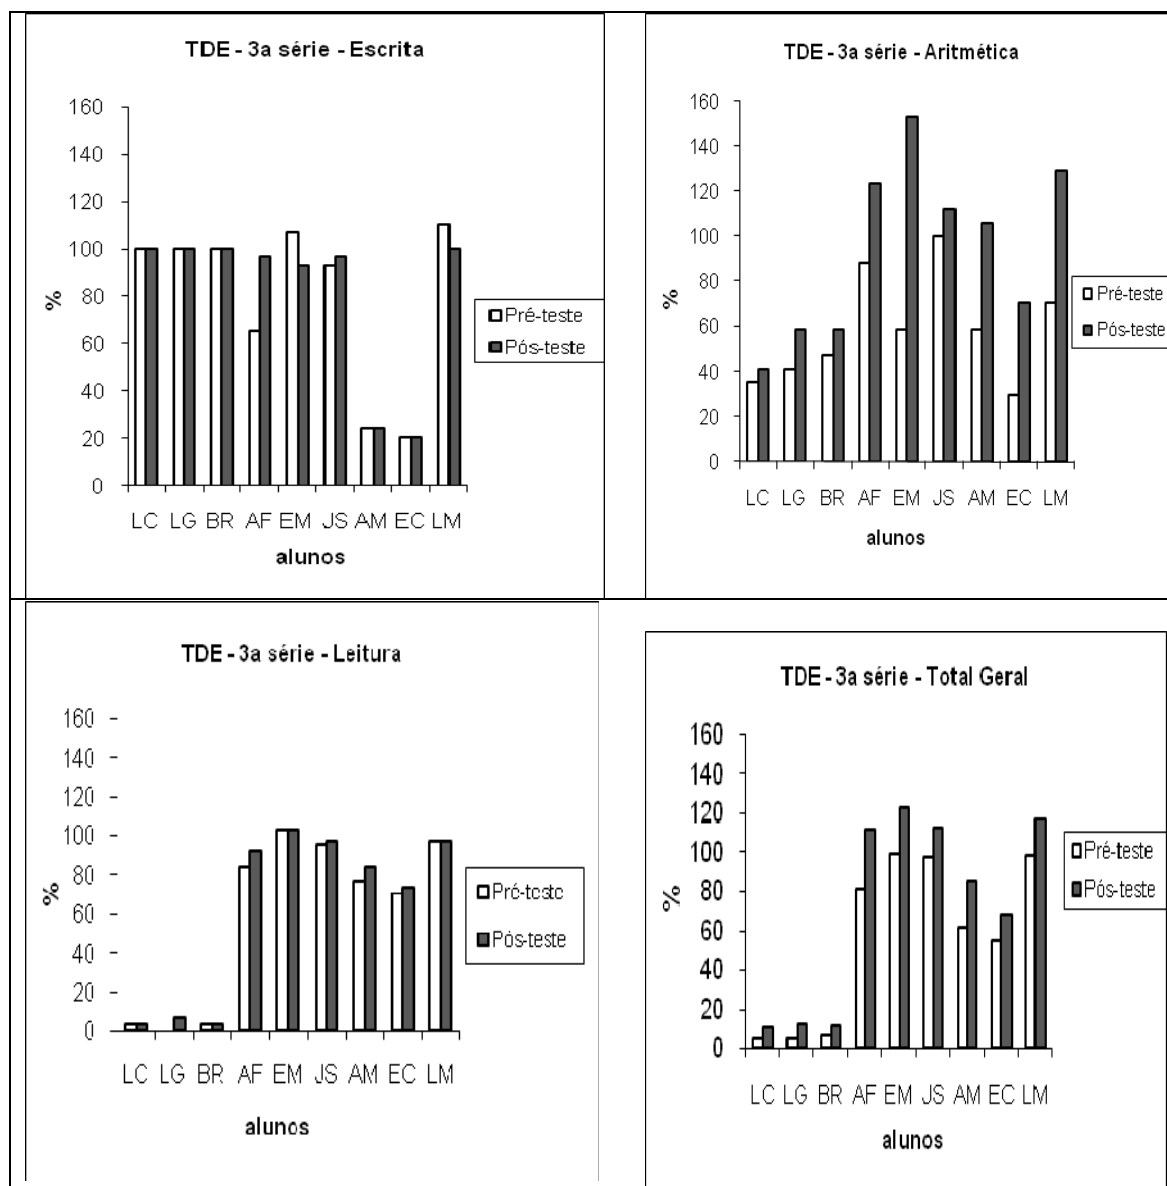 TDE - 3a série - Escrita
160
140
120
100
80
60
40
20
0
%
LC LG BR AF EM JS AM EC LM
alunos
Pré-teste
Pós-teste
TDE - 3a série - Aritmética
160
140
120
100
80
60
40
20
0
%
LC LG BR AF EM JS AM EC LM
alunos
Pré-teste
Pós-teste
TDE - 3a série - Leitura
160
140
120
100
80
60
40
20
0
%
LC LG BR AF EM JS AM EC LM
alunos
Pré-teste
Pós-teste
TDE - 3a série - Total Geral
160
140
120
100
80
60
40
20
0
%
LC LG BR AF EM JS AM EC LM
alunos
Pré-teste
Pós-teste